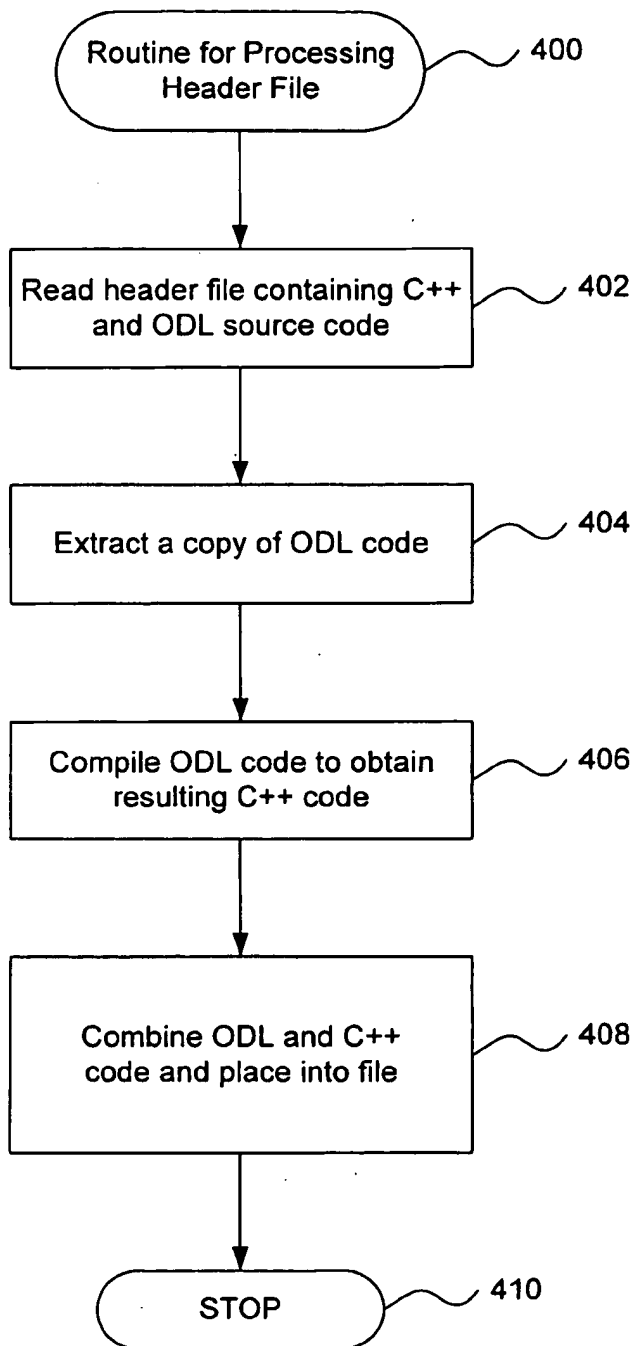 Routine for Processing
Header File
400
Read header file containing C++
and ODL source code
402
Extract a copy of ODL code
404
Compile ODL code to obtain
resulting C++ code
406
Combine ODL and C++
code and place into file
408
STOP
410